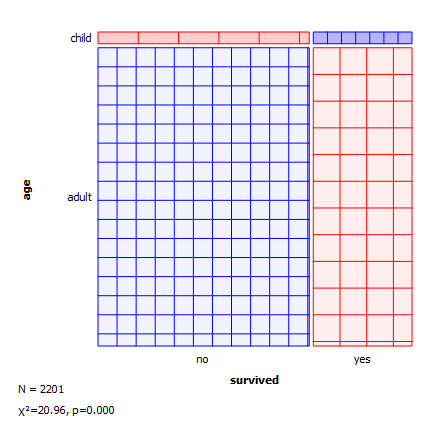 child
age
adult
no yes
survived
N = 2201
χ²=20.96, p=0.000